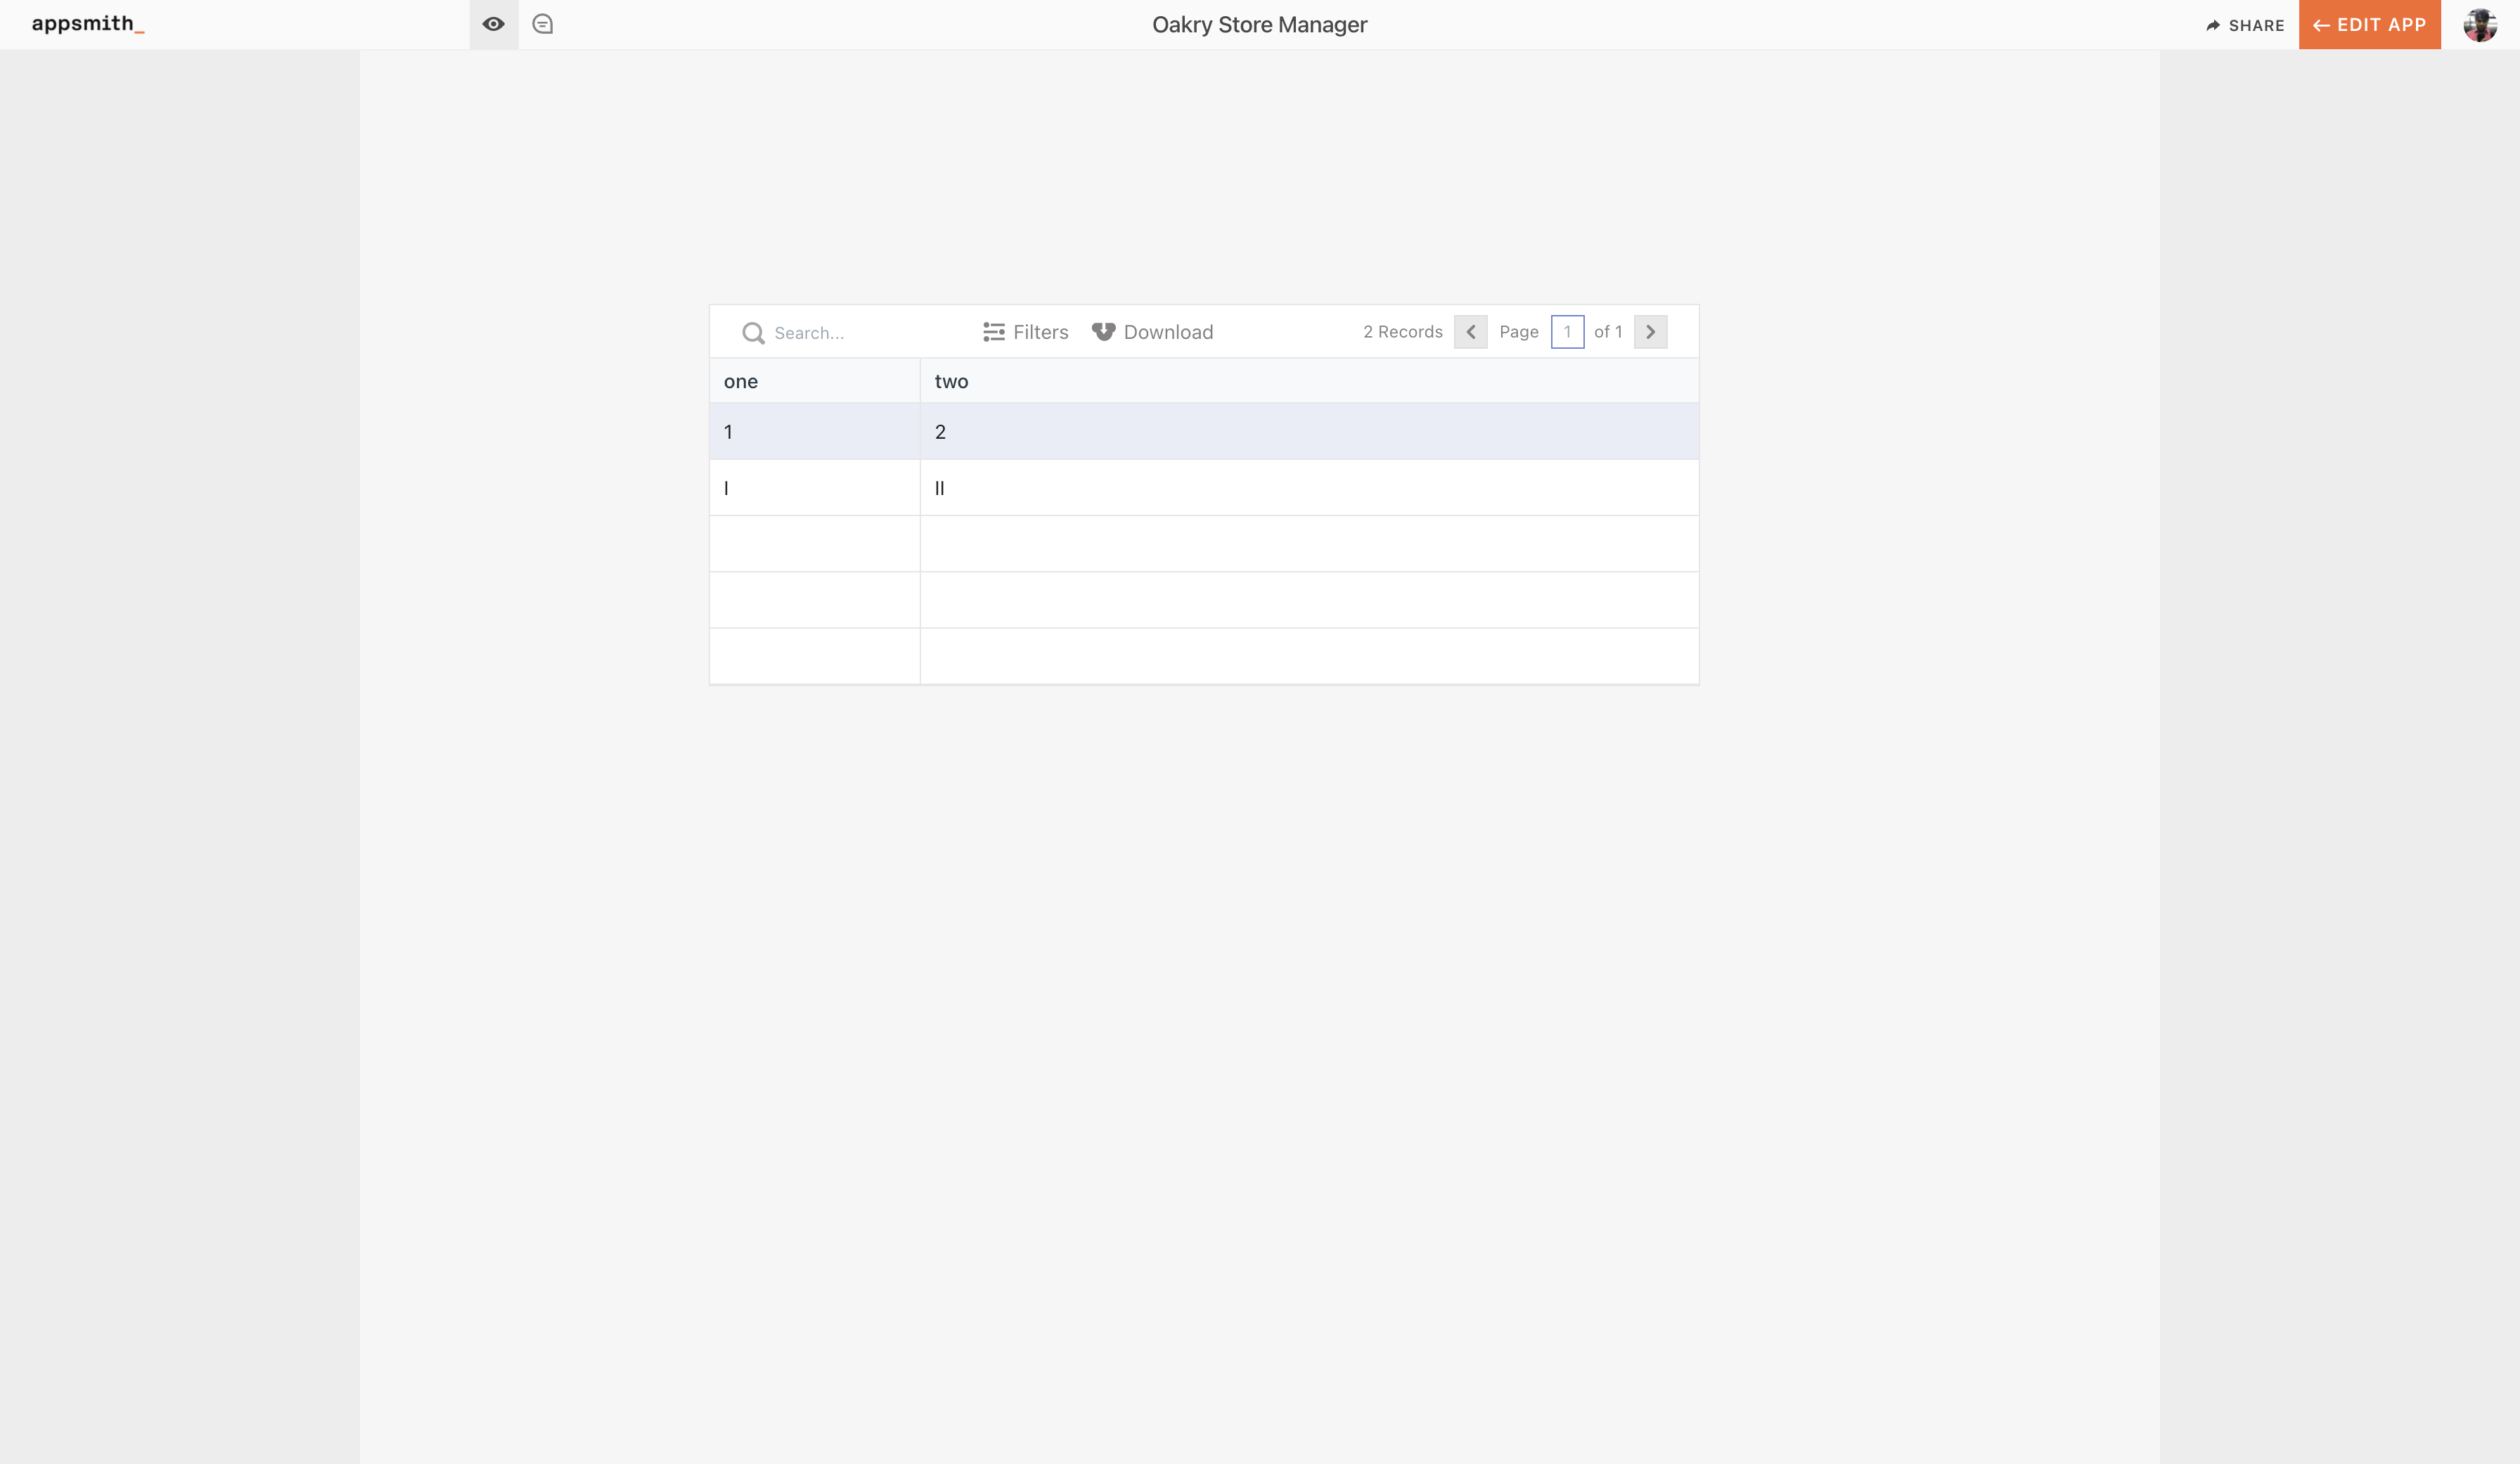 appsmith_
Oakry Store Manager
SHARE
EDIT APP
Search...
Filters
Download
2 Records
Page 1 of 1
one two
1 2
I II